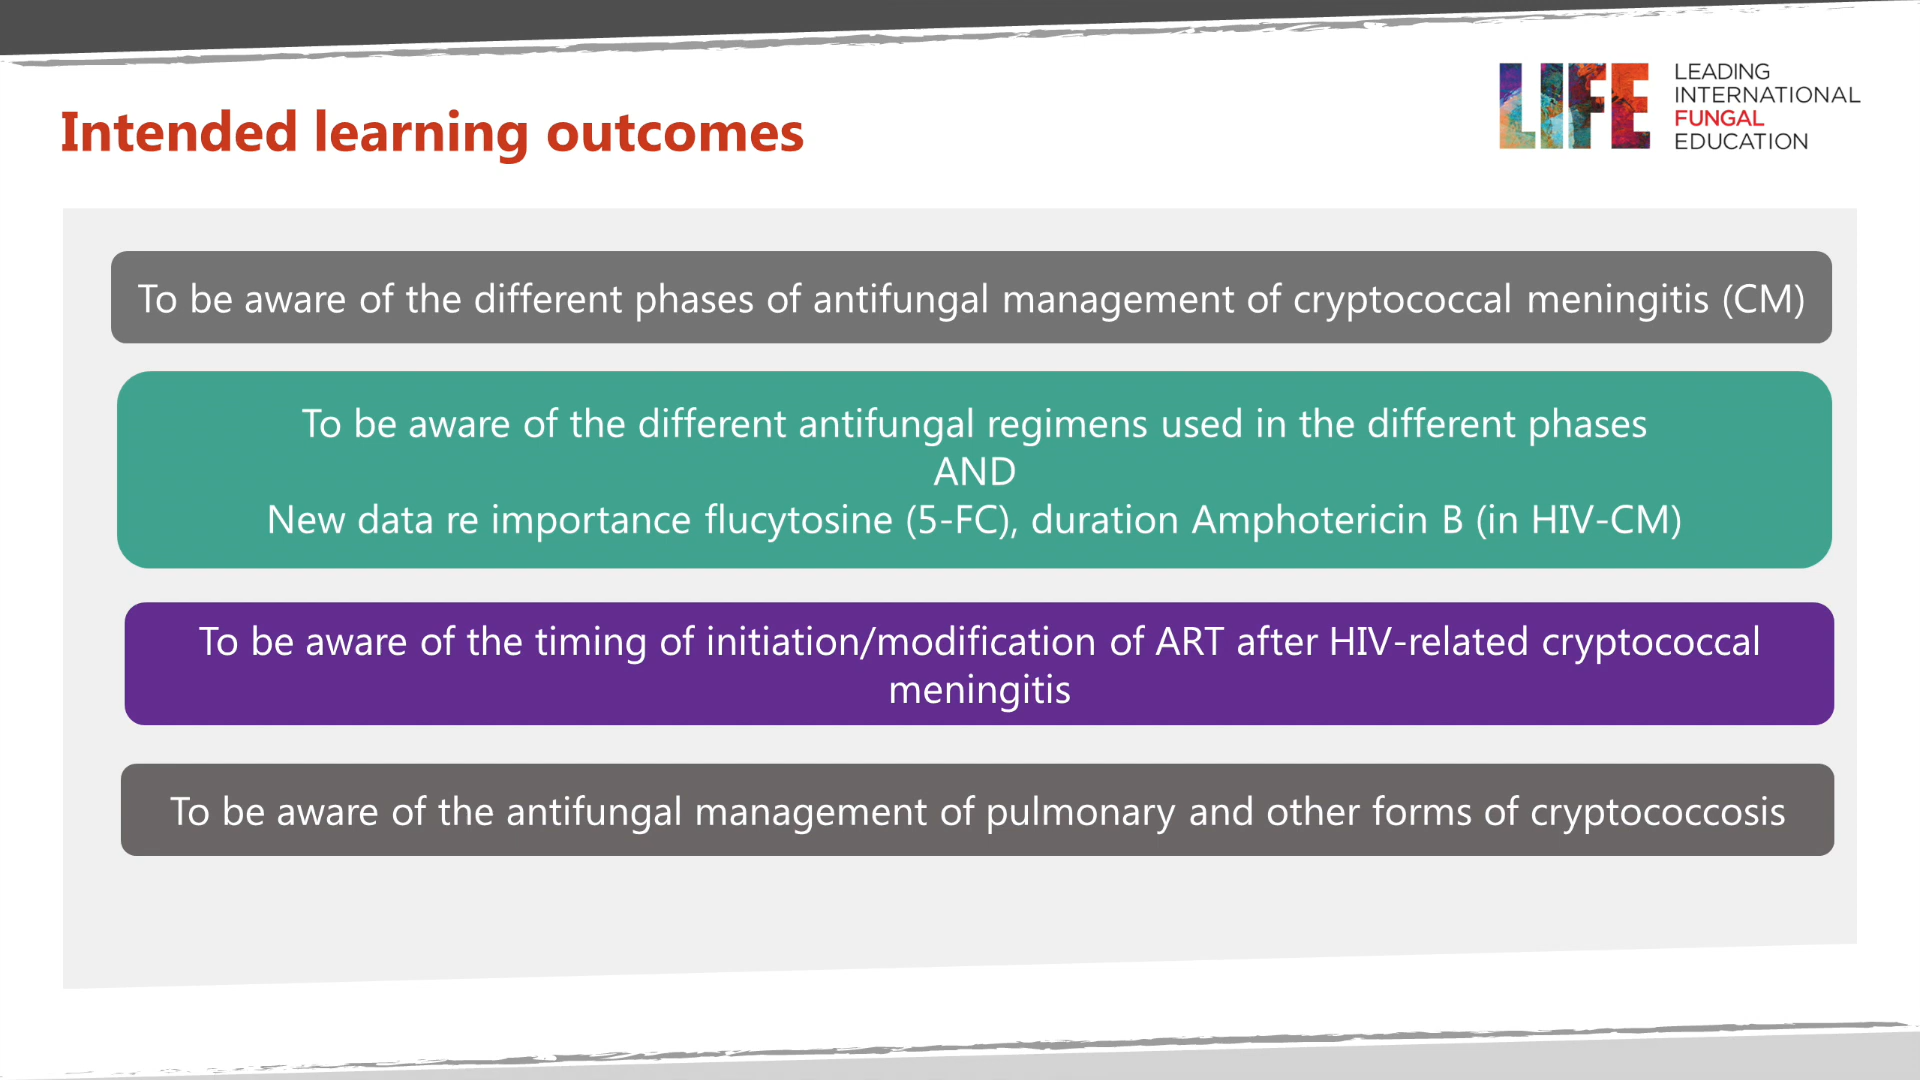 LIFE
LEADING
INTERNATIONAL
FUNGAL
EDUCATION
Intended learning outcomes
To be aware of the different phases of antifungal management of cryptococcal meningitis (CM)
To be aware of the different antifungal regimens used in the different phases
AND
New data re importance flucytosine (5-FC), duration Amphotericin B (in HIV-CM)
To be aware of the timing of initiation/modification of ART after HIV-related cryptococcal
meningitis
To be aware of the antifungal management of pulmonary and other forms of cryptococcosis